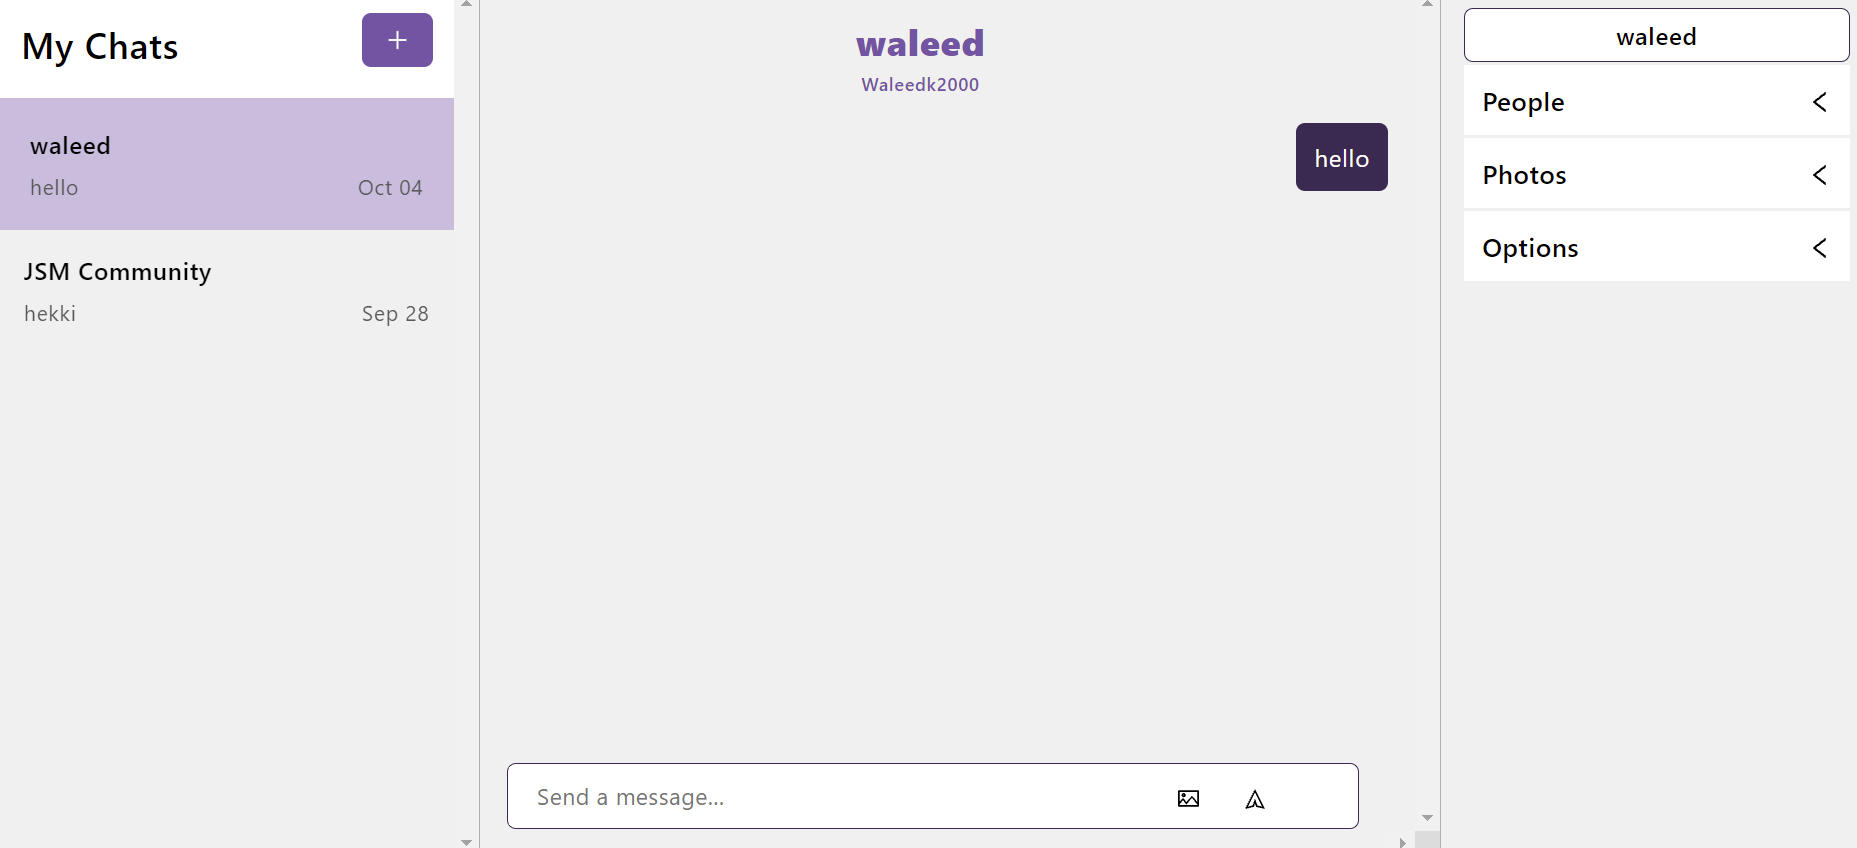 My Chats
+
waleed
hello
Oct 04
JSM Community
hekki
Sep 28
waleed
Waleedk2000
hello
Send a message...
waleed
People
Photos
Options